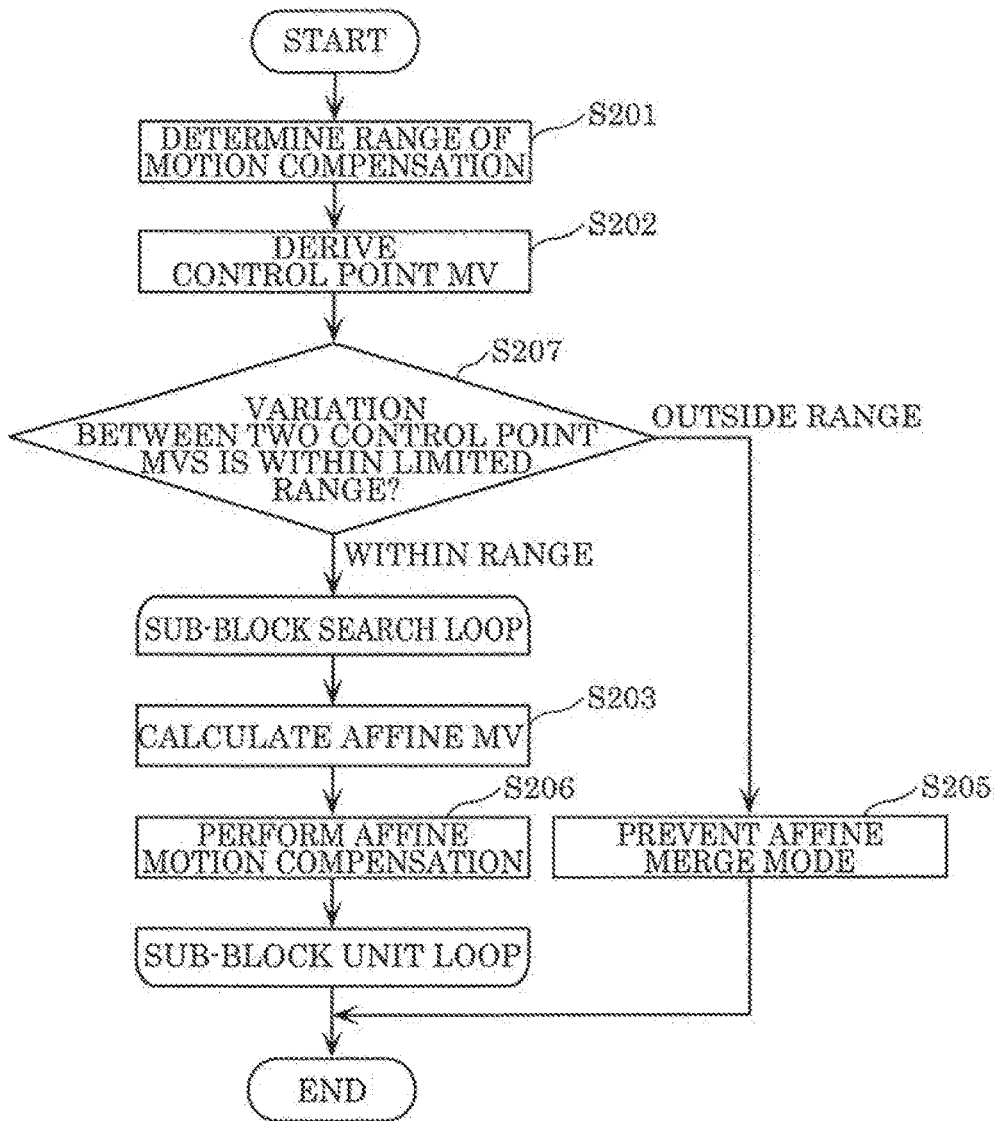 START
S201
DETERMINE RANGE OF
MOTION COMPENSATION
S202
DERIVE
CONTROL POINT MV
S207
VARIATION
BETWEEN TWO CONTROL POINT
MVS IS WITHIN LIMITED
RANGE?
OUTSIDE RANGE
WITHIN RANGE
SUB-BLOCK SEARCH LOOP
S203
CALCULATE AFFINE MV
S206
PERFORM AFFINE
MOTION COMPENSATION
S205
PREVENT AFFINE
MERGE MODE
SUB-BLOCK UNIT LOOP
END